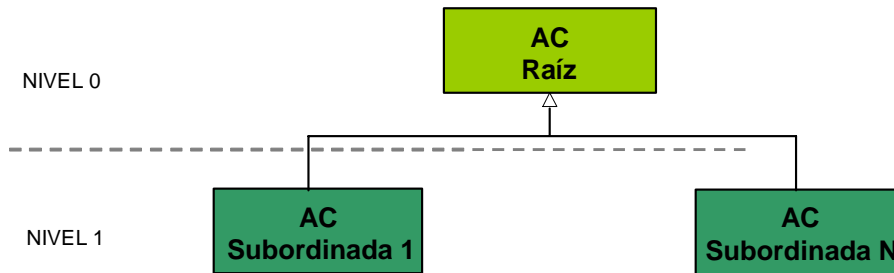 AC
Raíz
NIVEL 0
AC
Subordinada 1
AC
Subordinada N
NIVEL 1